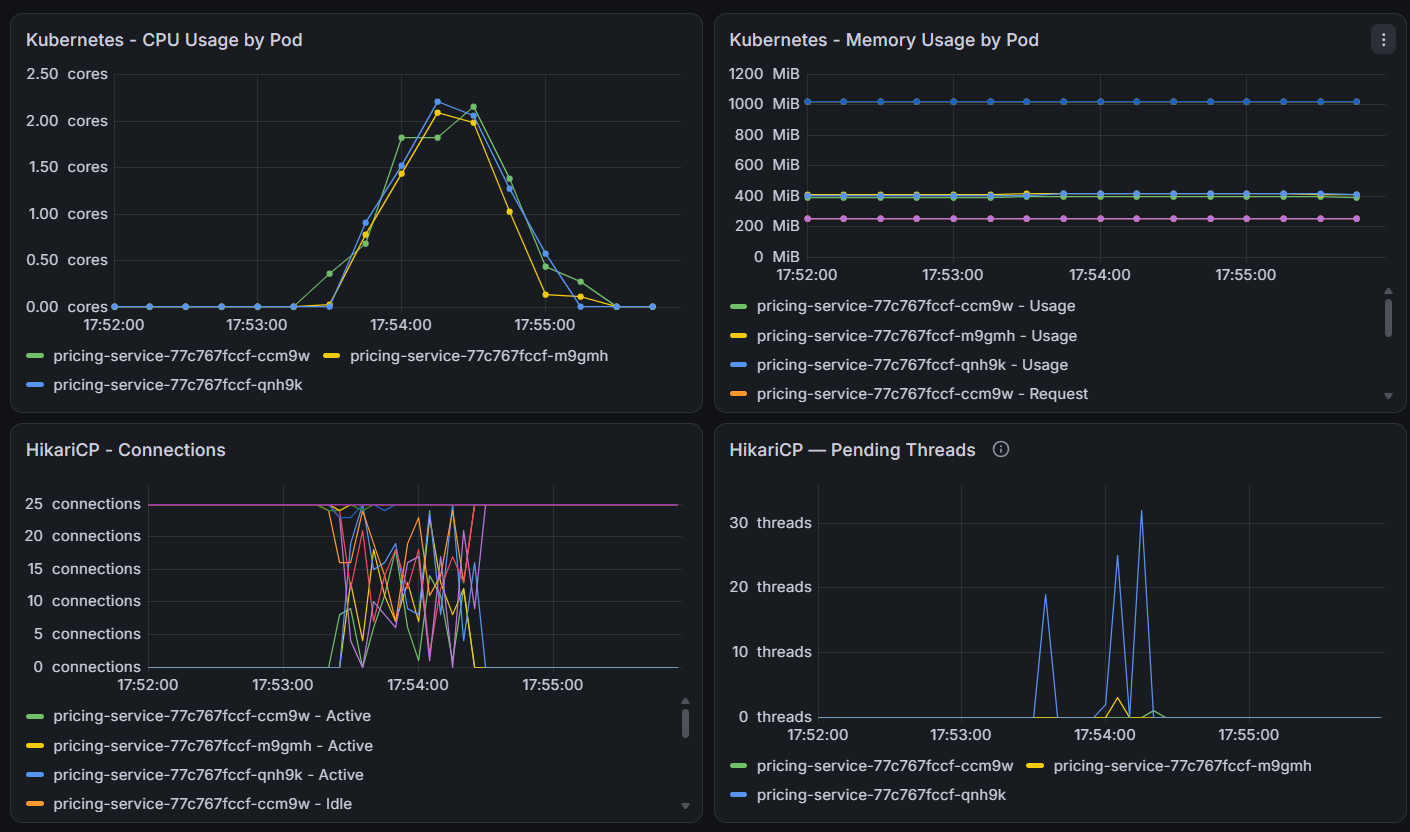 Kubernetes - CPU Usage by Pod
2.50 cores
2.00 cores
1.50 cores
1.00 cores
0.50 cores
0.00 cores
17:52:00 17:53:00 17:54:00 17:55:00
pricing-service-77c767fccf-ccm9w pricing-service-77c767fccf-m9gmh
pricing-service-77c767fccf-qnh9k
Kubernetes - Memory Usage by Pod
1200 MiB
1000 MiB
800 MiB
600 MiB
400 MiB
200 MiB
0 MiB
17:52:00 17:53:00 17:54:00 17:55:00
pricing-service-77c767fccf-ccm9w - Usage
pricing-service-77c767fccf-m9gmh - Usage
pricing-service-77c767fccf-qnh9k - Usage
pricing-service-77c767fccf-ccm9w - Request
HikariCP - Connections
25 connections
20 connections
15 connections
10 connections
5 connections
0 connections
17:52:00 17:53:00 17:54:00 17:55:00
pricing-service-77c767fccf-ccm9w - Active
pricing-service-77c767fccf-m9gmh - Active
pricing-service-77c767fccf-qnh9k - Active
pricing-service-77c767fccf-ccm9w - Idle
HikariCP — Pending Threads
30 threads
20 threads
10 threads
0 threads
17:52:00 17:53:00 17:54:00 17:55:00
pricing-service-77c767fccf-ccm9w pricing-service-77c767fccf-m9gmh
pricing-service-77c767fccf-qnh9k